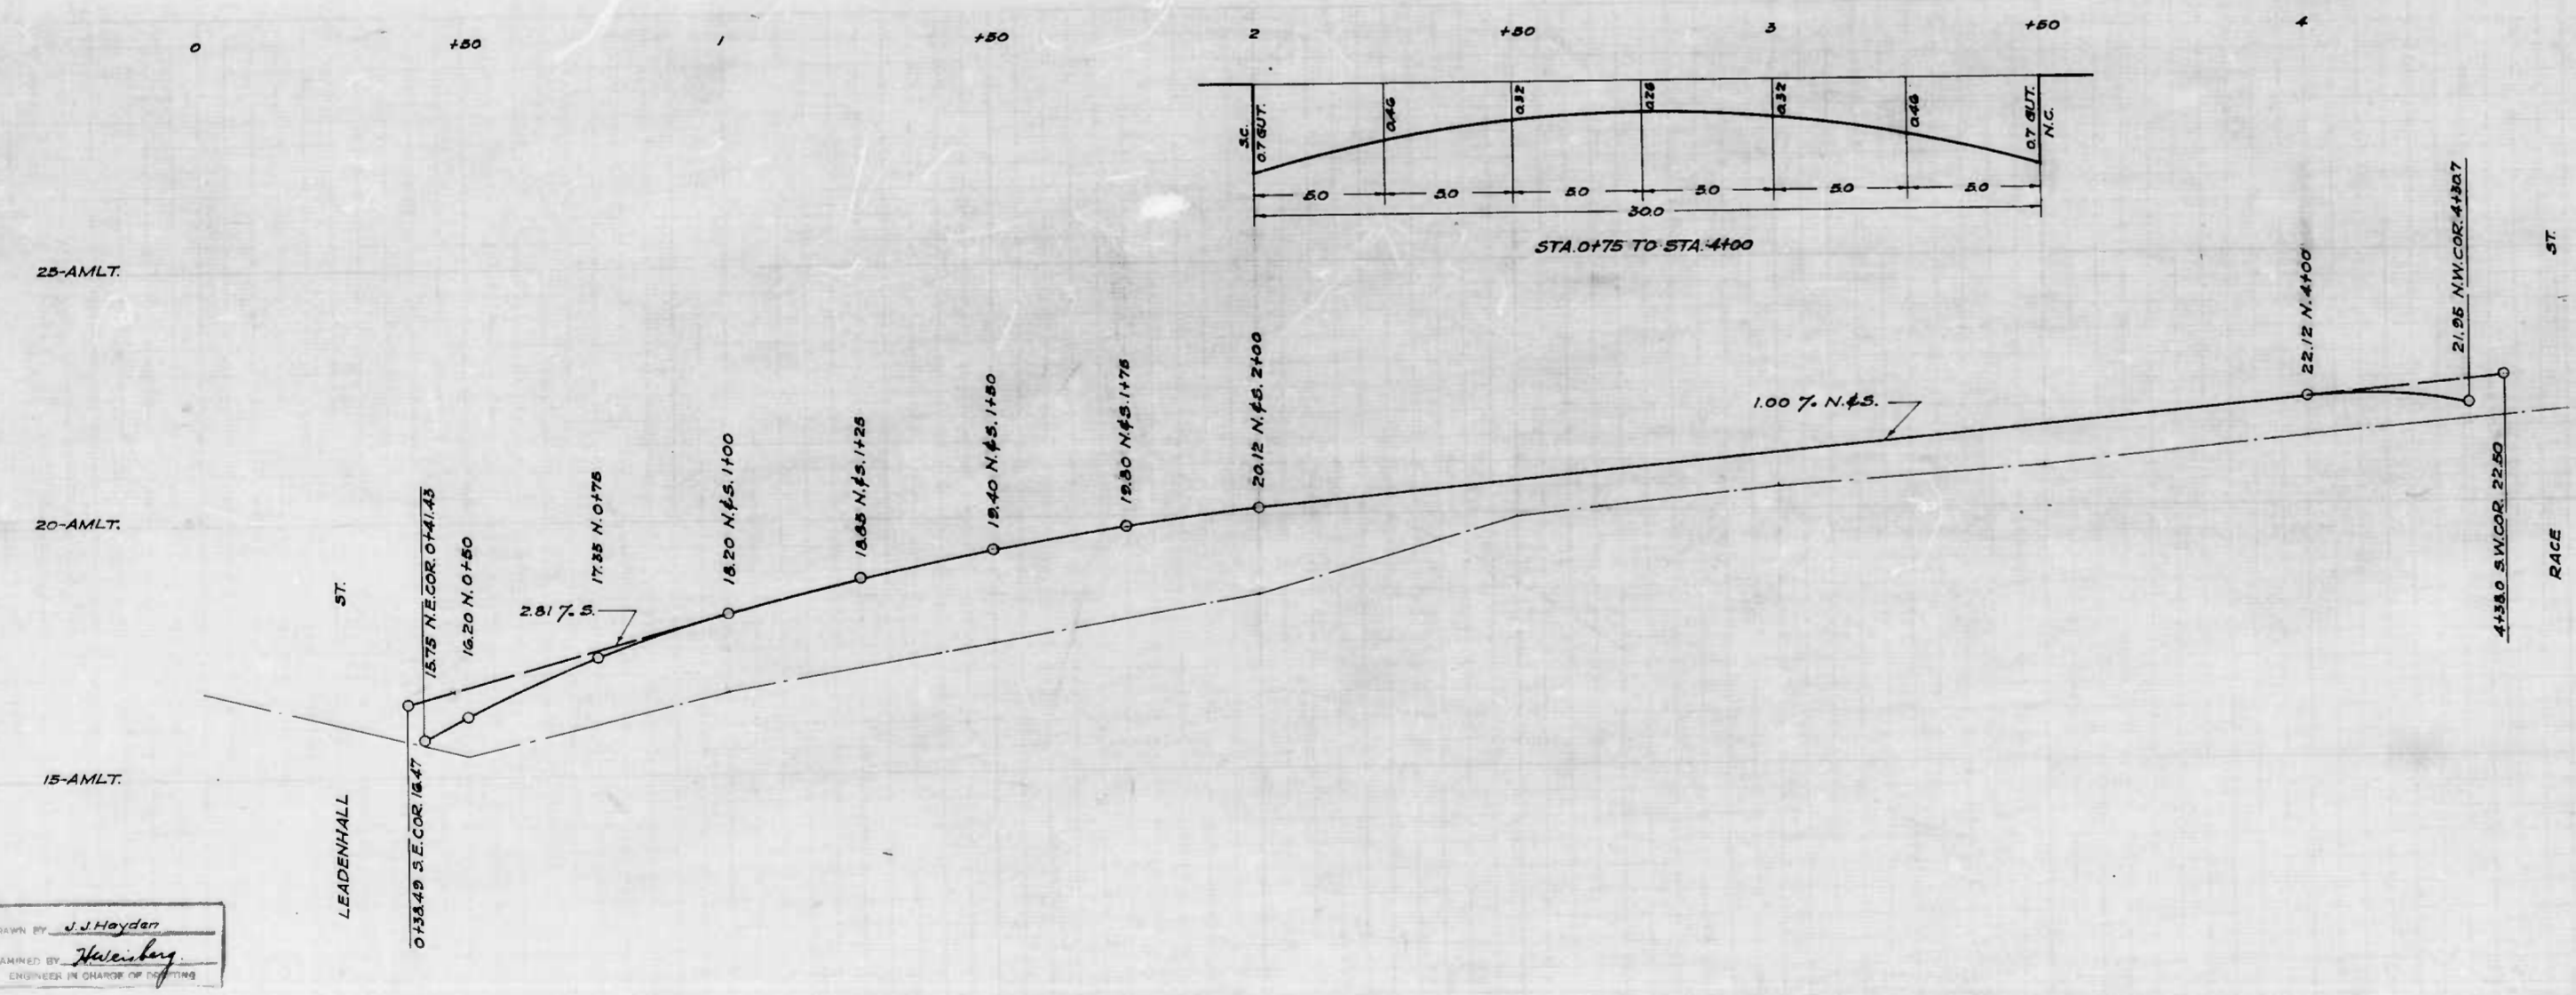 0 +50 1 +50 2 +50 3 +50 4
S.C.
0.7 GUT.
0.46
0.32
0.26
0.32
0.46
0.7 GUT.
N.C.
5.0 5.0 5.0 5.0 5.0 5.0
30.0
STA. 0+75 TO STA. 4+00
25-AMLT.
20-AMLT.
15-AMLT.
LEADENHALL ST.
0+38.49 S.E.COR. 16.47
15.75 N.E.COR. 0+41.43
16.20 N. 0+50
2.81 % S.
17.35 N. 0+75
18.20 N.&S. 1+00
18.85 N.&S. 1+25
19.40 N.&S. 1+50
19.80 N.&S. 1+75
20.12 N.&S. 2+00
1.00 % N.&S.
22.12 N. 4+00
21.95 N.W.COR. 4+30.7
4+38.0 S.W.COR. 22.50
RACE ST.
RAWN BY J.J. Hayden
AMINED BY H. Weisberg.
ENGINEER IN CHARGE OF DRAFTING